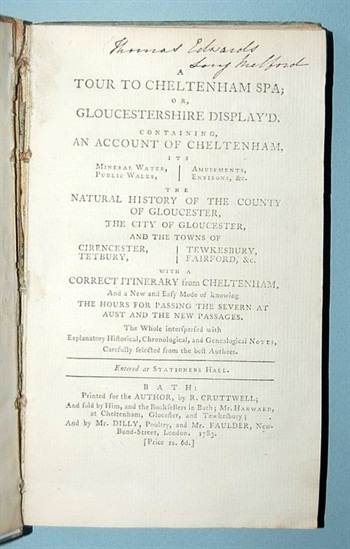 Thomas Edwards
Long Melford
A
TOUR TO CHELTENHAM SPA;
OR,
GLOUCESTERSHIRE DISPLAY'D.
CONTAINING,
AN ACCOUNT OF CHELTENHAM,
ITS
MINERAL WATER, | AMUSEMENTS,
PUBLIC WALKS, | ENVIRONS, &c.
THE
NATURAL HISTORY OF THE COUNTY
OF GLOUCESTER,
THE CITY OF GLOUCESTER,
AND THE TOWNS OF
CIRENCESTER, | TEWKESBURY,
TETBURY, | FAIRFORD, &c.
WITH A
CORRECT ITINERARY from CHELTENHAM,
And a New and Easy Mode of knowing
THE HOURS FOR PASSING THE SEVERN AT
AUST AND THE NEW PASSAGES.
The Whole interspersed with
Explanatory Historical, Chronological, and Genealogical NOTES,
Carefully selected from the best Authors.
Entered at STATIONERS HALL.
BATH:
Printed for the AUTHOR, by R. CRUTTWELL;
And sold by Him, and the Booksellers in Bath; Mr. HARWARD,
at Cheltenham, Glocester, and Tewkesbury;
And by Mr. DILLY, Poultry, and Mr. FAULDER, New-
Bond-Street, London. 1783.
[Price 1s. 6d.]